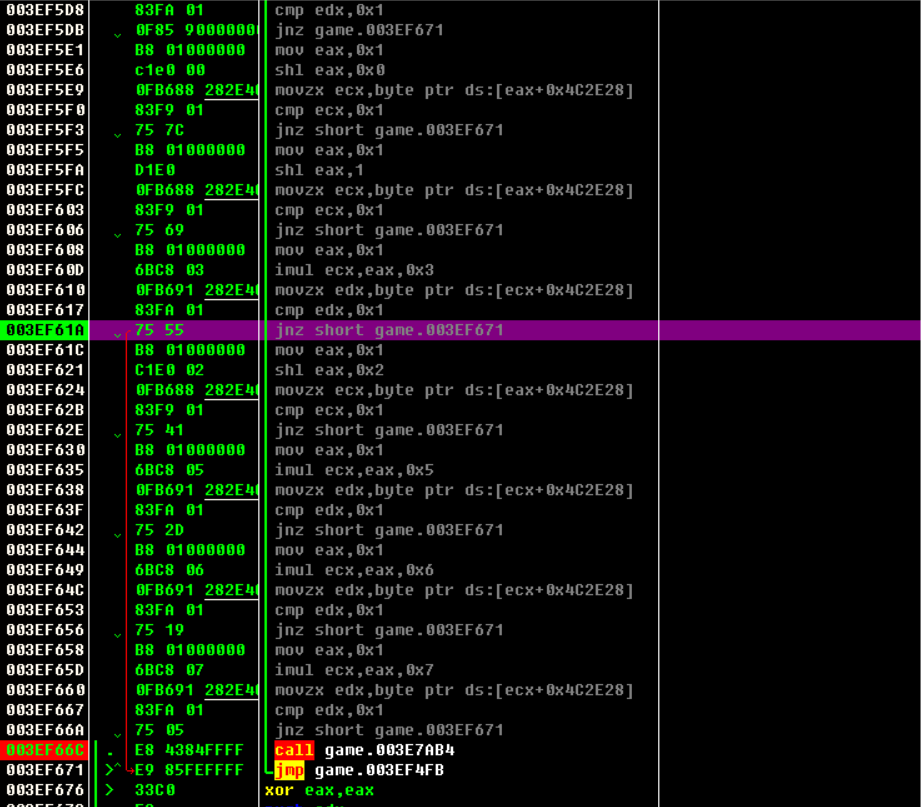 003EF5D8 83FA 01 cmp edx,0x1
003EF5DB 0F85 90000000 jnz game.003EF671
003EF5E1 B8 01000000 mov eax,0x1
003EF5E6 c1e0 00 shl eax,0x0
003EF5E9 0FB688 282E4 movzx ecx,byte ptr ds:[eax+0x4C2E28]
003EF5F0 83F9 01 cmp ecx,0x1
003EF5F3 75 7C jnz short game.003EF671
003EF5F5 B8 01000000 mov eax,0x1
003EF5FA D1E0 shl eax,1
003EF5FC 0FB688 282E4 movzx ecx,byte ptr ds:[eax+0x4C2E28]
003EF603 83F9 01 cmp ecx,0x1
003EF606 75 69 jnz short game.003EF671
003EF608 B8 01000000 mov eax,0x1
003EF60D 6BC8 03 imul ecx,eax,0x3
003EF610 0FB691 282E4 movzx edx,byte ptr ds:[ecx+0x4C2E28]
003EF617 83FA 01 cmp edx,0x1
003EF61A 75 55 jnz short game.003EF671
003EF61C B8 01000000 mov eax,0x1
003EF621 C1E0 02 shl eax,0x2
003EF624 0FB688 282E4 movzx ecx,byte ptr ds:[eax+0x4C2E28]
003EF62B 83F9 01 cmp ecx,0x1
003EF62E 75 41 jnz short game.003EF671
003EF630 B8 01000000 mov eax,0x1
003EF635 6BC8 05 imul ecx,eax,0x5
003EF638 0FB691 282E4 movzx edx,byte ptr ds:[ecx+0x4C2E28]
003EF63F 83FA 01 cmp edx,0x1
003EF642 75 2D jnz short game.003EF671
003EF644 B8 01000000 mov eax,0x1
003EF649 6BC8 06 imul ecx,eax,0x6
003EF64C 0FB691 282E4 movzx edx,byte ptr ds:[ecx+0x4C2E28]
003EF653 83FA 01 cmp edx,0x1
003EF656 75 19 jnz short game.003EF671
003EF658 B8 01000000 mov eax,0x1
003EF65D 6BC8 07 imul ecx,eax,0x7
003EF660 0FB691 282E4 movzx edx,byte ptr ds:[ecx+0x4C2E28]
003EF667 83FA 01 cmp edx,0x1
003EF66A 75 05 jnz short game.003EF671
003EF66C . E8 4384FFFF call game.003E7AB4
003EF671 >^ E9 85FEFFFF jmp game.003EF4FB
003EF676 > 33C0 xor eax,eax